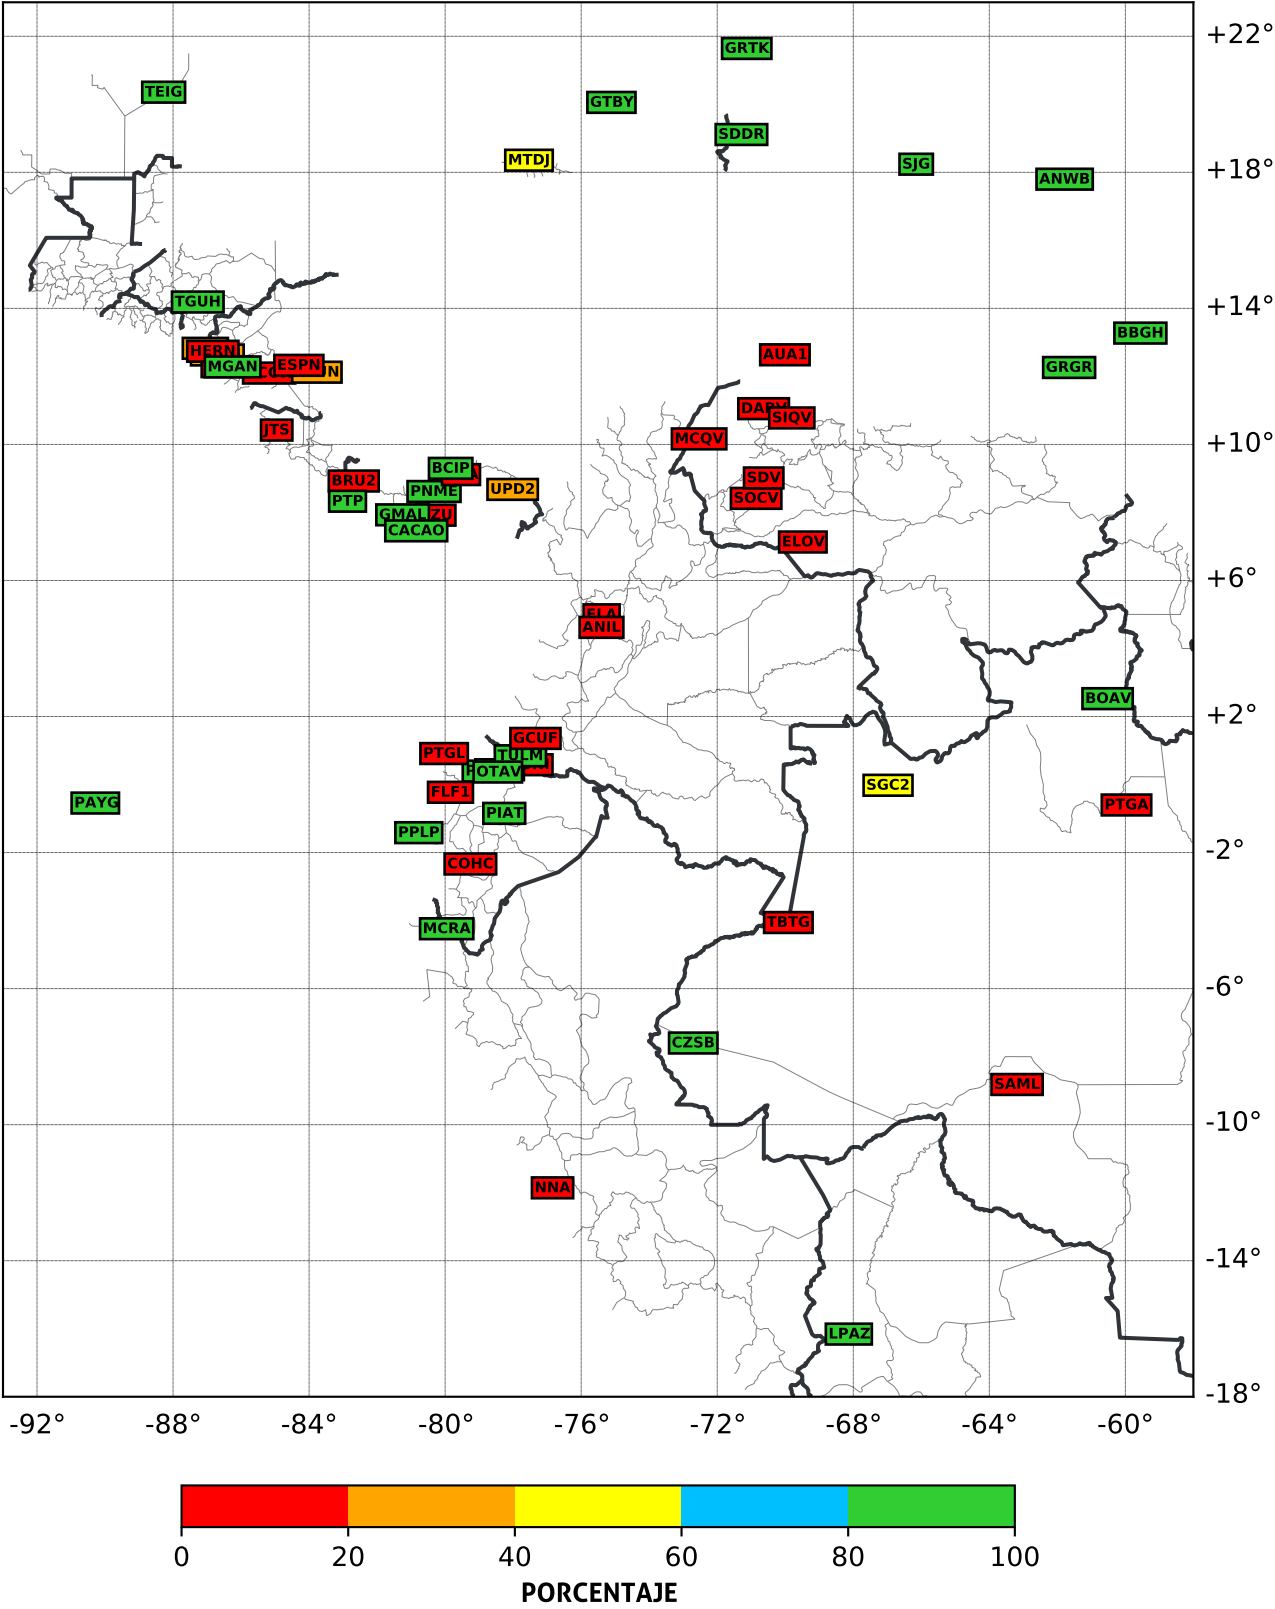 GRTK
+22°
TEIG
GTBY
SDDR
MTDJ
SJG
+18°
ANWB
TGUH
+14°
BBGH
HERN
AUA1
MGAN
ESPN
GRGR
SIQV
JTS
MCQV
+10°
BCIP
BRU2
SDV
PTP
PNME
UPD2
SOCV
GMAL
CACAO
ELOV
+6°
ANIL
BOAV
+2°
GCUF
PTGL
TULM
POTAV
FLF1
SGC2
PAYG
PIAT
PTGA
PPLP
-2°
COHC
MCRA
TBTG
-6°
CZSB
SAML
-10°
NNA
-14°
LPAZ
-18°
-92° -88° -84° -80° -76° -72° -68° -64° -60°
0 20 40 60 80 100
PORCENTAJE